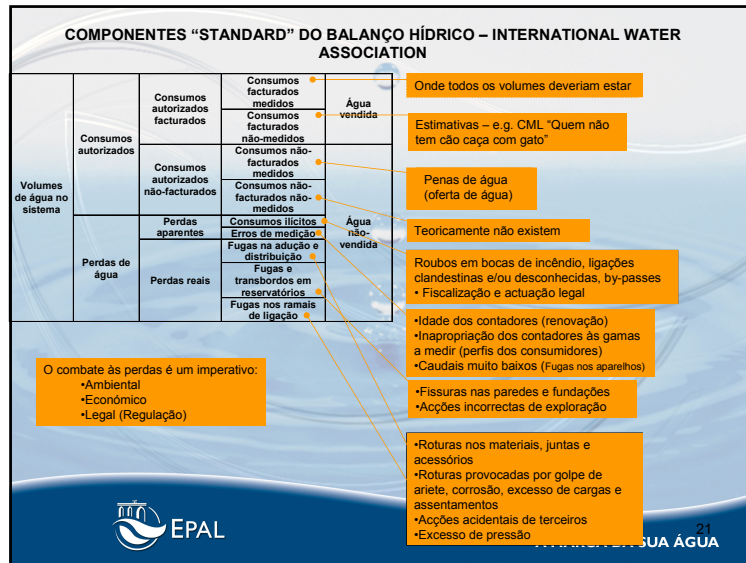 COMPONENTES “STANDARD” DO BALANÇO HÍDRICO – INTERNATIONAL WATER
ASSOCIATION
Volumes
de água no
sistema
Consumos
autorizados
Consumos
autorizados
facturados
Consumos
facturados
medidos
Consumos
facturados
não-medidos
Água
vendida
Consumos
autorizados
não-facturados
Consumos não-
facturados
medidos
Consumos não-
facturados não-
medidos
Água
não-
vendida
Perdas de
água
Perdas
aparentes
Consumos ilícitos
Erros de medição
Perdas reais
Fugas na adução e
distribuição
Fugas e
transbordos em
reservatórios
Fugas nos ramais
de ligação
Onde todos os volumes deveriam estar
Estimativas – e.g. CML “Quem não
tem cão caça com gato”
Penas de água
(oferta de água)
Teoricamente não existem
Roubos em bocas de incêndio, ligações
clandestinas e/ou desconhecidas, by-passes
• Fiscalização e actuação legal
•Idade dos contadores (renovação)
•Inapropriação dos contadores às gamas
a medir (perfis dos consumidores)
•Caudais muito baixos (Fugas nos aparelhos)
•Fissuras nas paredes e fundações
•Acções incorrectas de exploração
•Roturas nos materiais, juntas e
acessórios
•Roturas provocadas por golpe de
ariete, corrosão, excesso de cargas e
assentamentos
•Acções acidentais de terceiros
•Excesso de pressão
O combate às perdas é um imperativo:
•Ambiental
•Económico
•Legal (Regulação)
EPAL
21
SUA ÁGUA